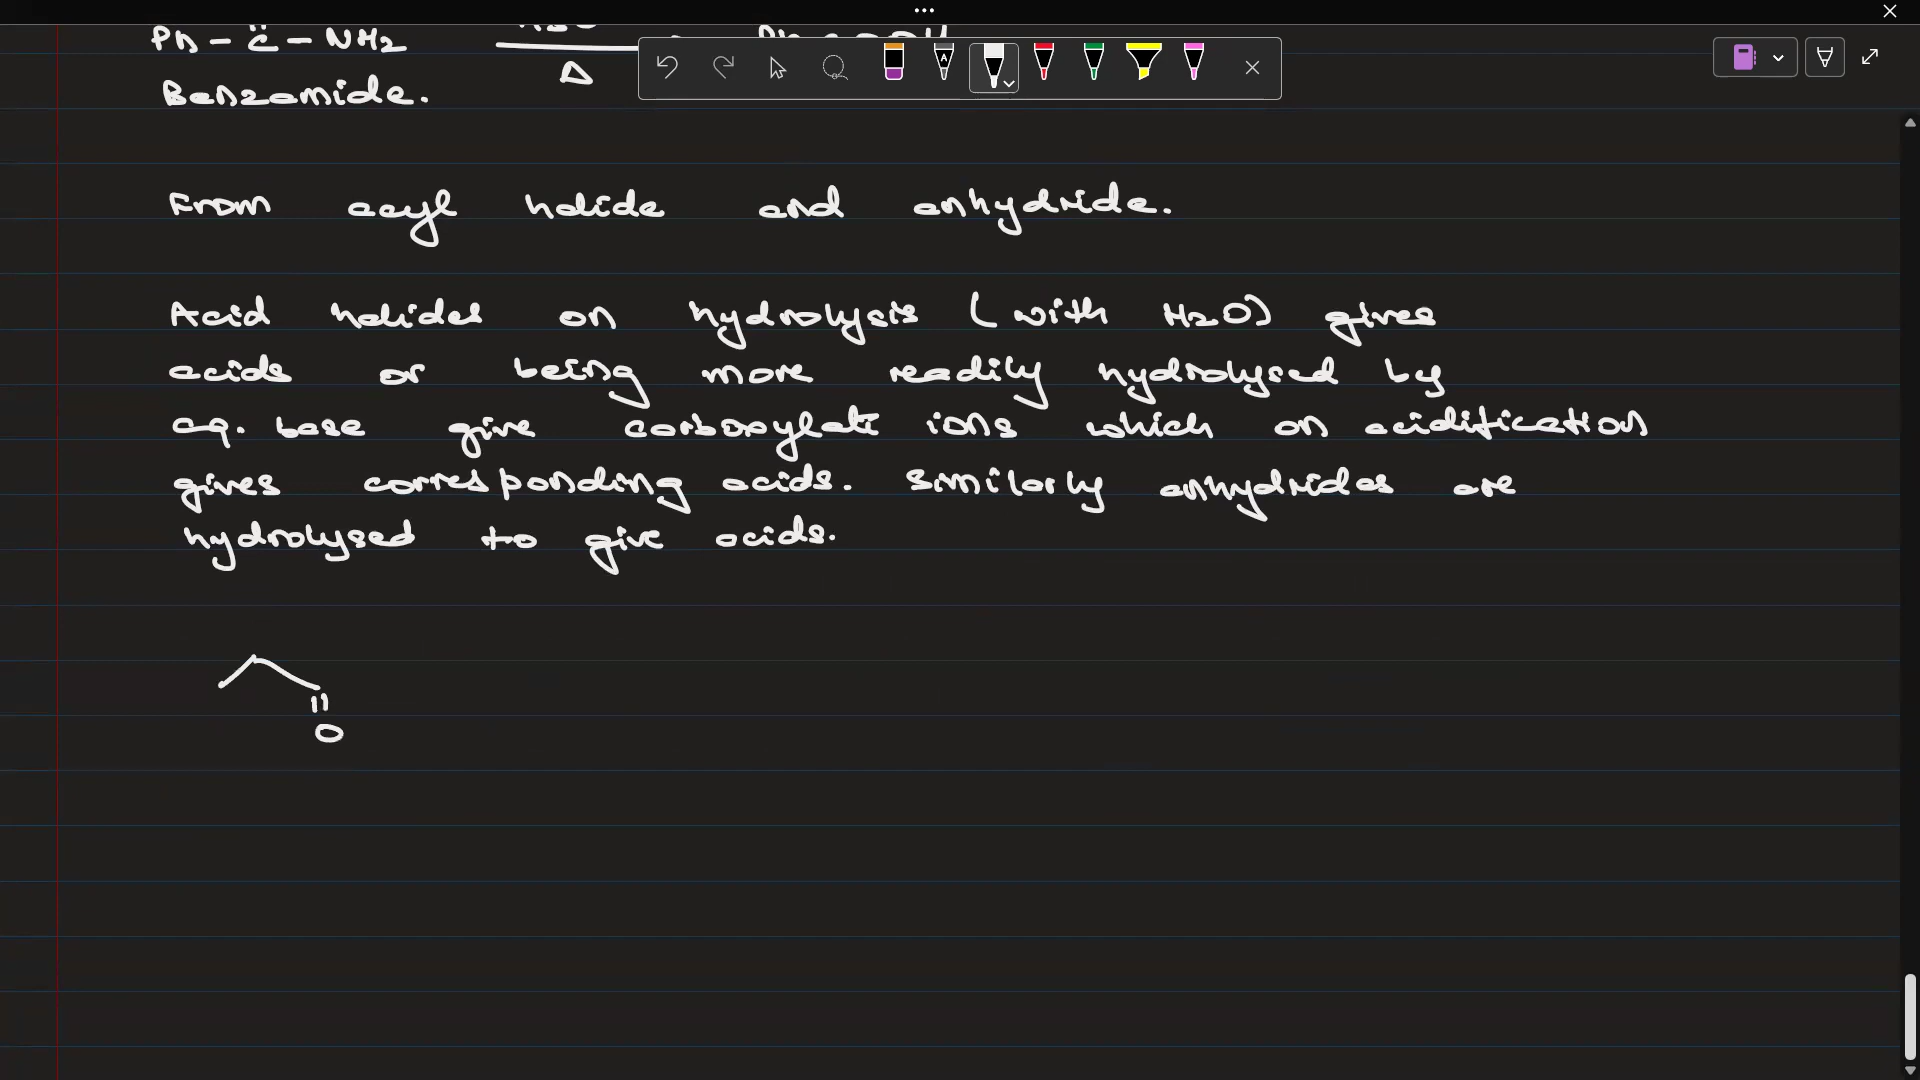 Ph - C - NH2
Δ
Benzamide.
From acyl halide and anhydride.
Acid halides on hydrolysis (with H2O) gives
acids or being more readily hydrolysed by
aq. base give carboxylate ions which on acidification
gives corresponding acids. Similarly anhydrides are
hydrolysed to give acids.
O